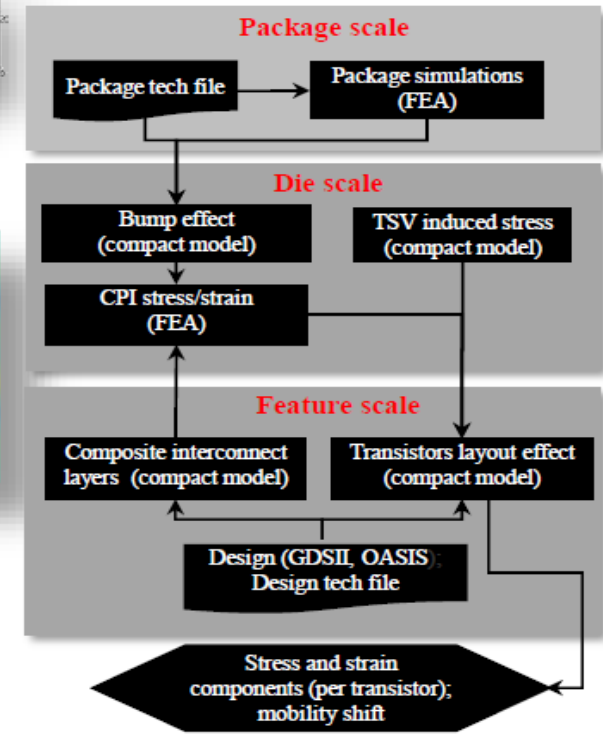 Package scale
Package tech file
Package simulations
(FEA)
Die scale
Bump effect
(compact model)
TSV induced stress
(compact model)
CPI stress/strain
(FEA)
Feature scale
Composite interconnect
layers (compact model)
Transistors layout effect
(compact model)
Design (GDSII, OASIS);
Design tech file
Stress and strain
components (per transistor);
mobility shift